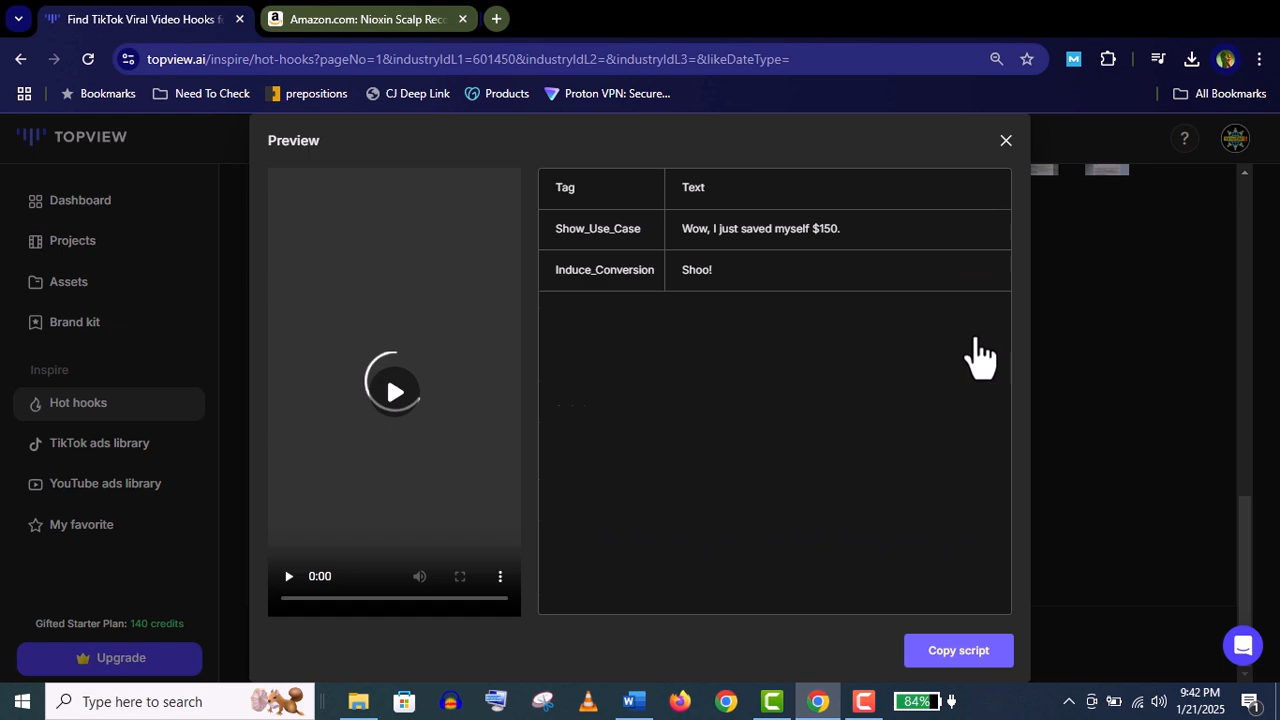 Find TikTok Viral Video Hooks fo
Amazon.com: Nioxin Scalp Reco
topview.ai/inspire/hot-hooks?pageNo=1&industryIdL1=601450&industryIdL2=&industryIdL3=&likeDateType=
Bookmarks
Need To Check
prepositions
CJ Deep Link
Products
Proton VPN: Secure...
All Bookmarks
TOPVIEW
Preview
?
Dashboard
Projects
Assets
Brand kit
Inspire
Hot hooks
TikTok ads library
YouTube ads library
My favorite
Gifted Starter Plan: 140 credits
Upgrade
Tag Text
Show_Use_Case Wow, I just saved myself $150.
Induce_Conversion Shoo!
0:00
Copy script
Type here to search
84%
9:42 PM
1/21/2025
1